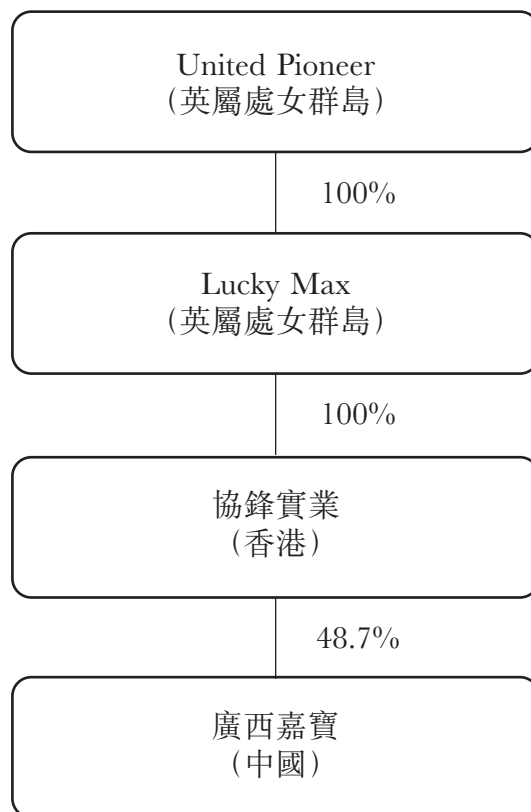 United Pioneer
（英屬處女群島）
100%
Lucky Max
（英屬處女群島）
100%
協鋒實業
（香港）
48.7%
廣西嘉寶
（中國）